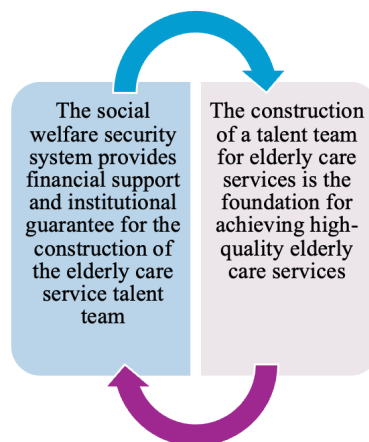 The social
welfare security
system provides
financial support
and institutional
guarantee for the
construction of
the elderly care
service talent
team
The construction
of a talent team
for elderly care
services is the
foundation for
achieving high-
quality elderly
care services